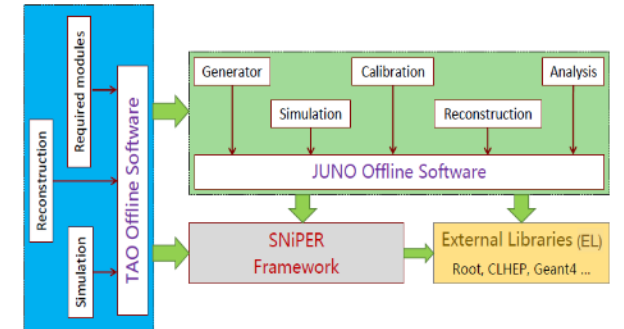 Reconstruction
Required modules
Simulation
TAO Offline Software
Generator
Calibration
Analysis
Simulation
Reconstruction
JUNO Offline Software
SNiPER
Framework
External Libraries (EL)
Root, CLHEP, Geant4 ...